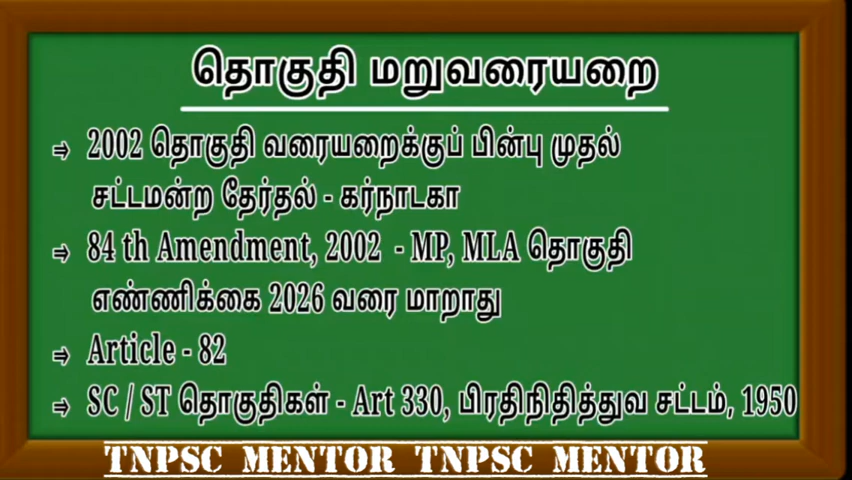 தொகுதி மறுவரையறை
⇒ 2002 தொகுதி வரையறைக்குப் பின்பு முதல்
சட்டமன்ற தேர்தல் - கர்நாடகா
⇒ 84 th Amendment, 2002 - MP, MLA தொகுதி
எண்ணிக்கை 2026 வரை மாறாது
⇒ Article - 82
⇒ SC / ST தொகுதிகள் - Art 330, பிரதிநிதித்துவ சட்டம், 1950
TNPSC MENTOR TNPSC MENTOR